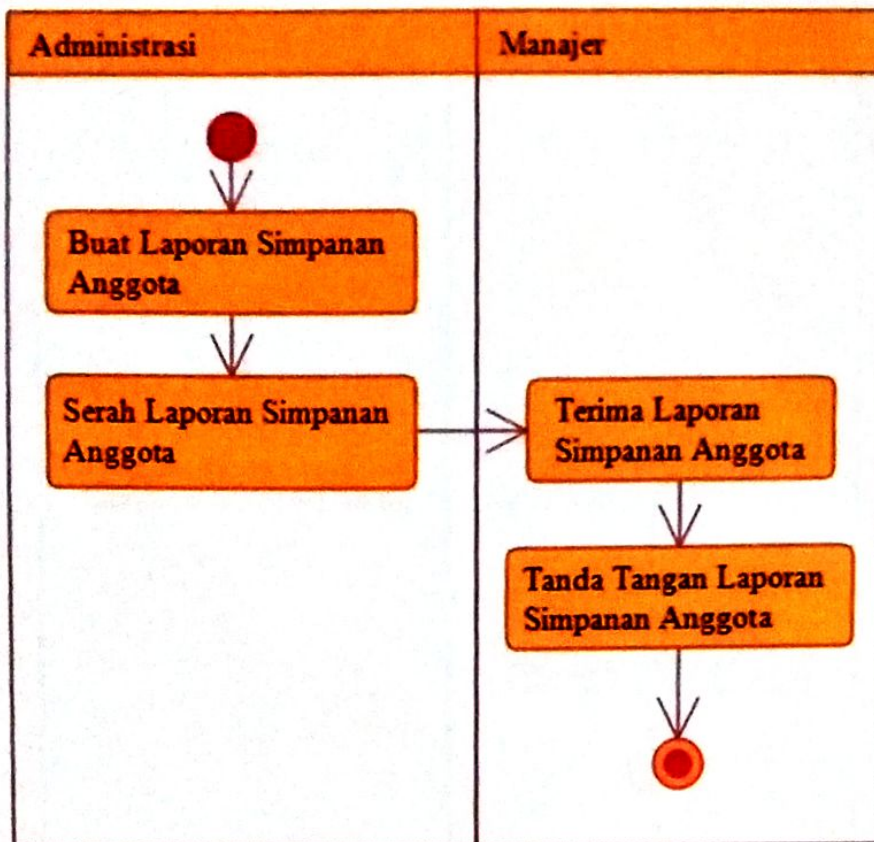 Administrasi
Manajer
Buat Laporan Simpanan
Anggota
Serah Laporan Simpanan
Anggota
Terima Laporan
Simpanan Anggota
Tanda Tangan Laporan
Simpanan Anggota